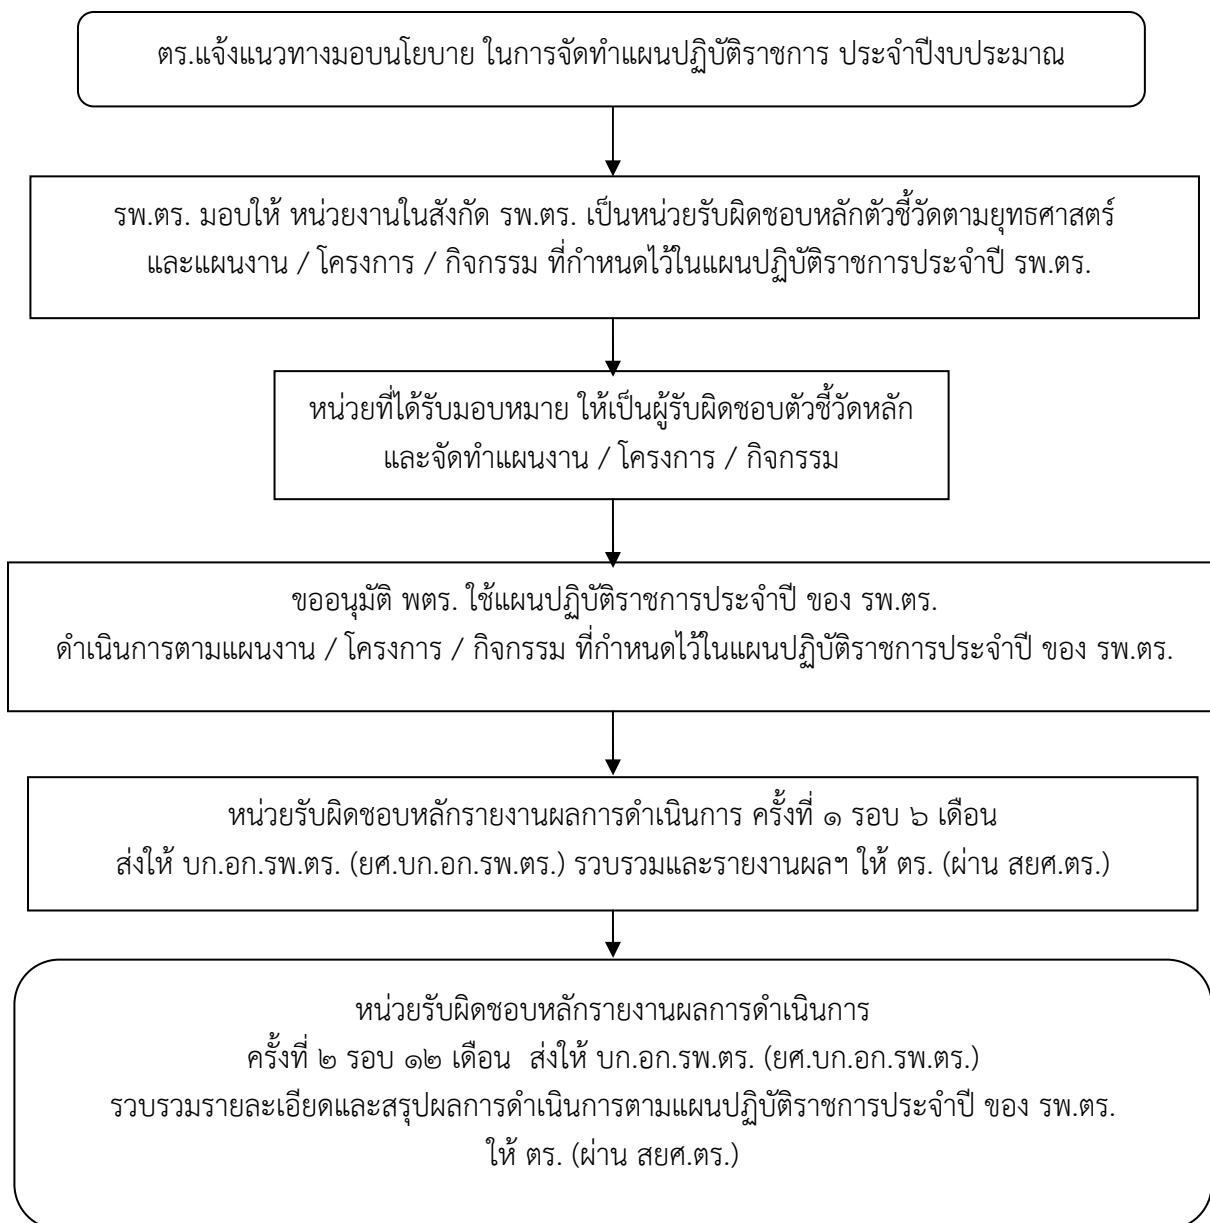 ตร.แจ้งแนวทางมอบนโยบาย ในการจัดทำแผนปฏิบัติราชการ ประจำปีงบประมาณ
รพ.ตร. มอบให้ หน่วยงานในสังกัด รพ.ตร. เป็นหน่วยรับผิดชอบหลักตัวชี้วัดตามยุทธศาสตร์
และแผนงาน / โครงการ / กิจกรรม ที่กำหนดไว้ในแผนปฏิบัติราชการประจำปี รพ.ตร.
หน่วยที่ได้รับมอบหมาย ให้เป็นผู้รับผิดชอบตัวชี้วัดหลัก
และจัดทำแผนงาน / โครงการ / กิจกรรม
ขออนุมัติ พตร. ใช้แผนปฏิบัติราชการประจำปี ของ รพ.ตร.
ดำเนินการตามแผนงาน / โครงการ / กิจกรรม ที่กำหนดไว้ในแผนปฏิบัติราชการประจำปี ของ รพ.ตร.
หน่วยรับผิดชอบหลักรายงานผลการดำเนินการ ครั้งที่ ๑ รอบ ๖ เดือน
ส่งให้ บก.อก.รพ.ตร. (ยศ.บก.อก.รพ.ตร.) รวบรวมและรายงานผลฯ ให้ ตร. (ผ่าน สยศ.ตร.)
หน่วยรับผิดชอบหลักรายงานผลการดำเนินการ
ครั้งที่ ๒ รอบ ๑๒ เดือน  ส่งให้ บก.อก.รพ.ตร. (ยศ.บก.อก.รพ.ตร.)
รวบรวมรายละเอียดและสรุปผลการดำเนินการตามแผนปฏิบัติราชการประจำปี ของ รพ.ตร.
ให้ ตร. (ผ่าน สยศ.ตร.)